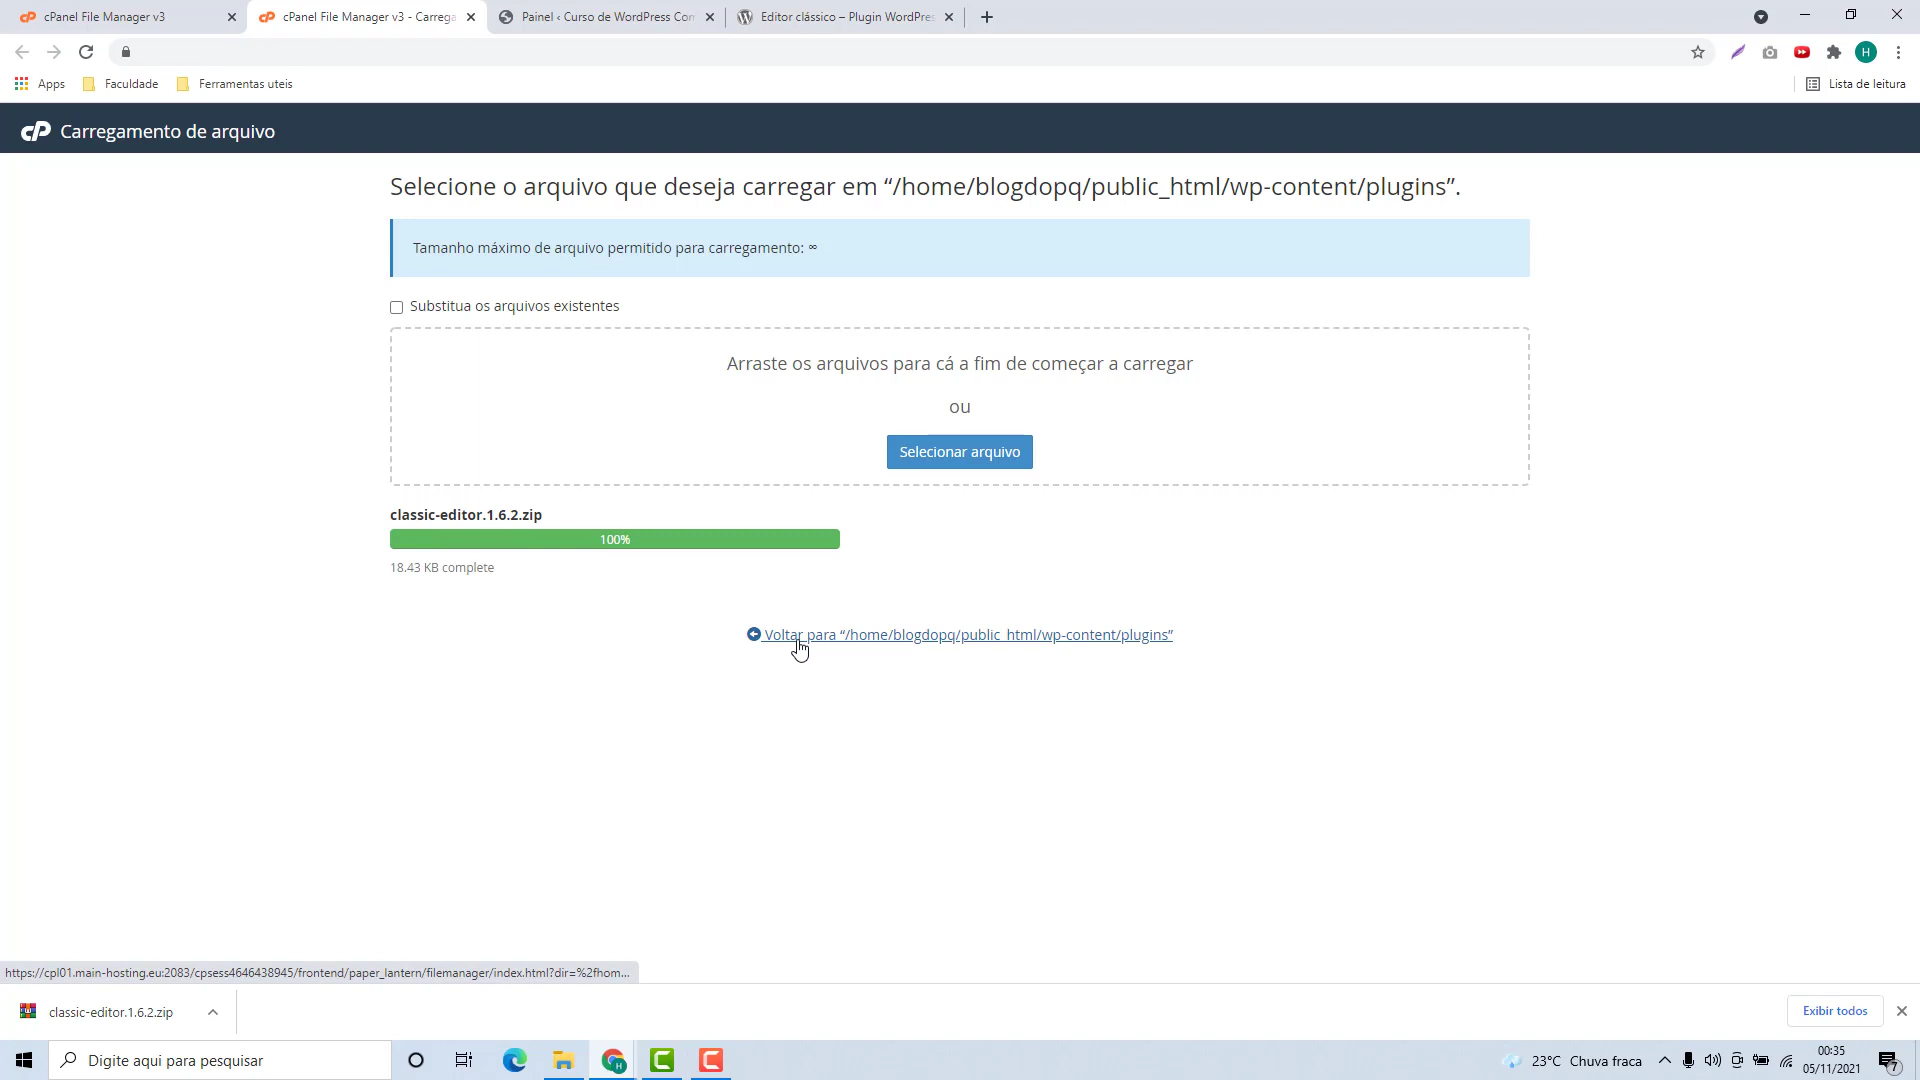 cPanel File Manager v3
cPanel File Manager v3 - Carrega
Painel ‹ Curso de WordPress Com
Editor clássico – Plugin WordPres
H
Apps
Faculdade
Ferramentas uteis
Lista de leitura
cP Carregamento de arquivo
Selecione o arquivo que deseja carregar em “/home/blogdopq/public_html/wp-content/plugins”.
Tamanho máximo de arquivo permitido para carregamento: ∞
Substitua os arquivos existentes
Arraste os arquivos para cá a fim de começar a carregar
ou
Selecionar arquivo
classic-editor.1.6.2.zip
100%
18.43 KB complete
Voltar para “/home/blogdopq/public_html/wp-content/plugins”
https://cpl01.main-hosting.eu:2083/cpsess4646438945/frontend/paper_lantern/filemanager/index.html?dir=%2fhom...
classic-editor.1.6.2.zip
Exibir todos
Digite aqui para pesquisar
23°C Chuva fraca
00:35
05/11/2021
7